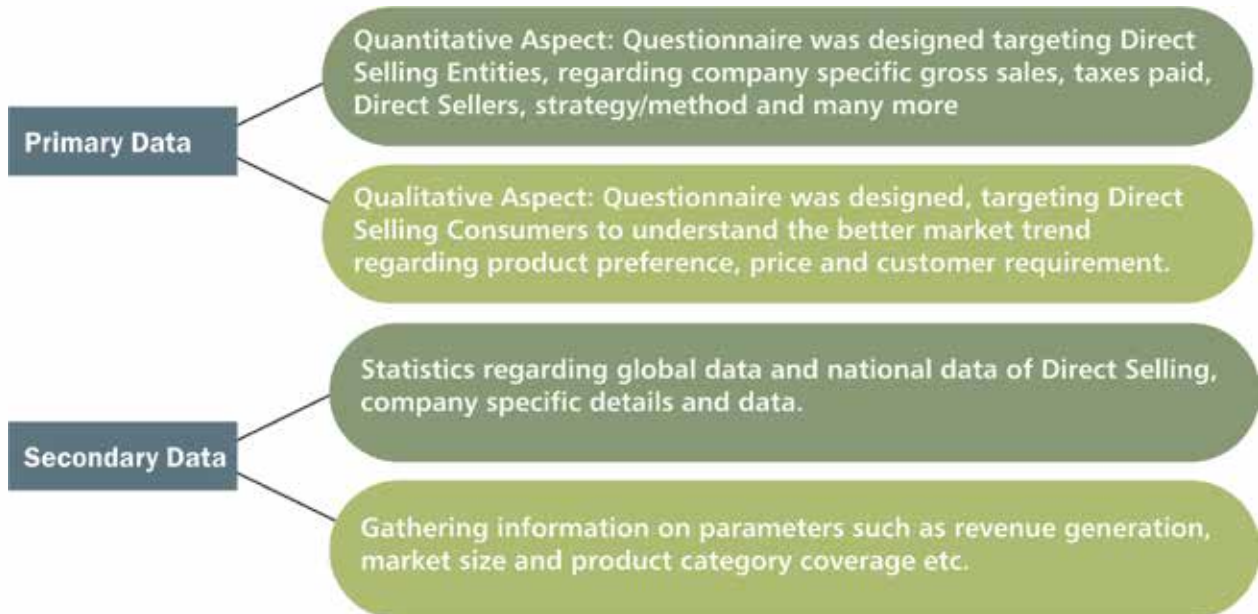 Primary Data
Quantitative Aspect: Questionnaire was designed targeting Direct
Selling Entities, regarding company specific gross sales, taxes paid,
Direct Sellers, strategy/method and many more
Qualitative Aspect: Questionnaire was designed, targeting Direct
Selling Consumers to understand the better market trend
regarding product preference, price and customer requirement.
Secondary Data
Statistics regarding global data and national data of Direct Selling,
company specific details and data.
Gathering information on parameters such as revenue generation,
market size and product category coverage etc.